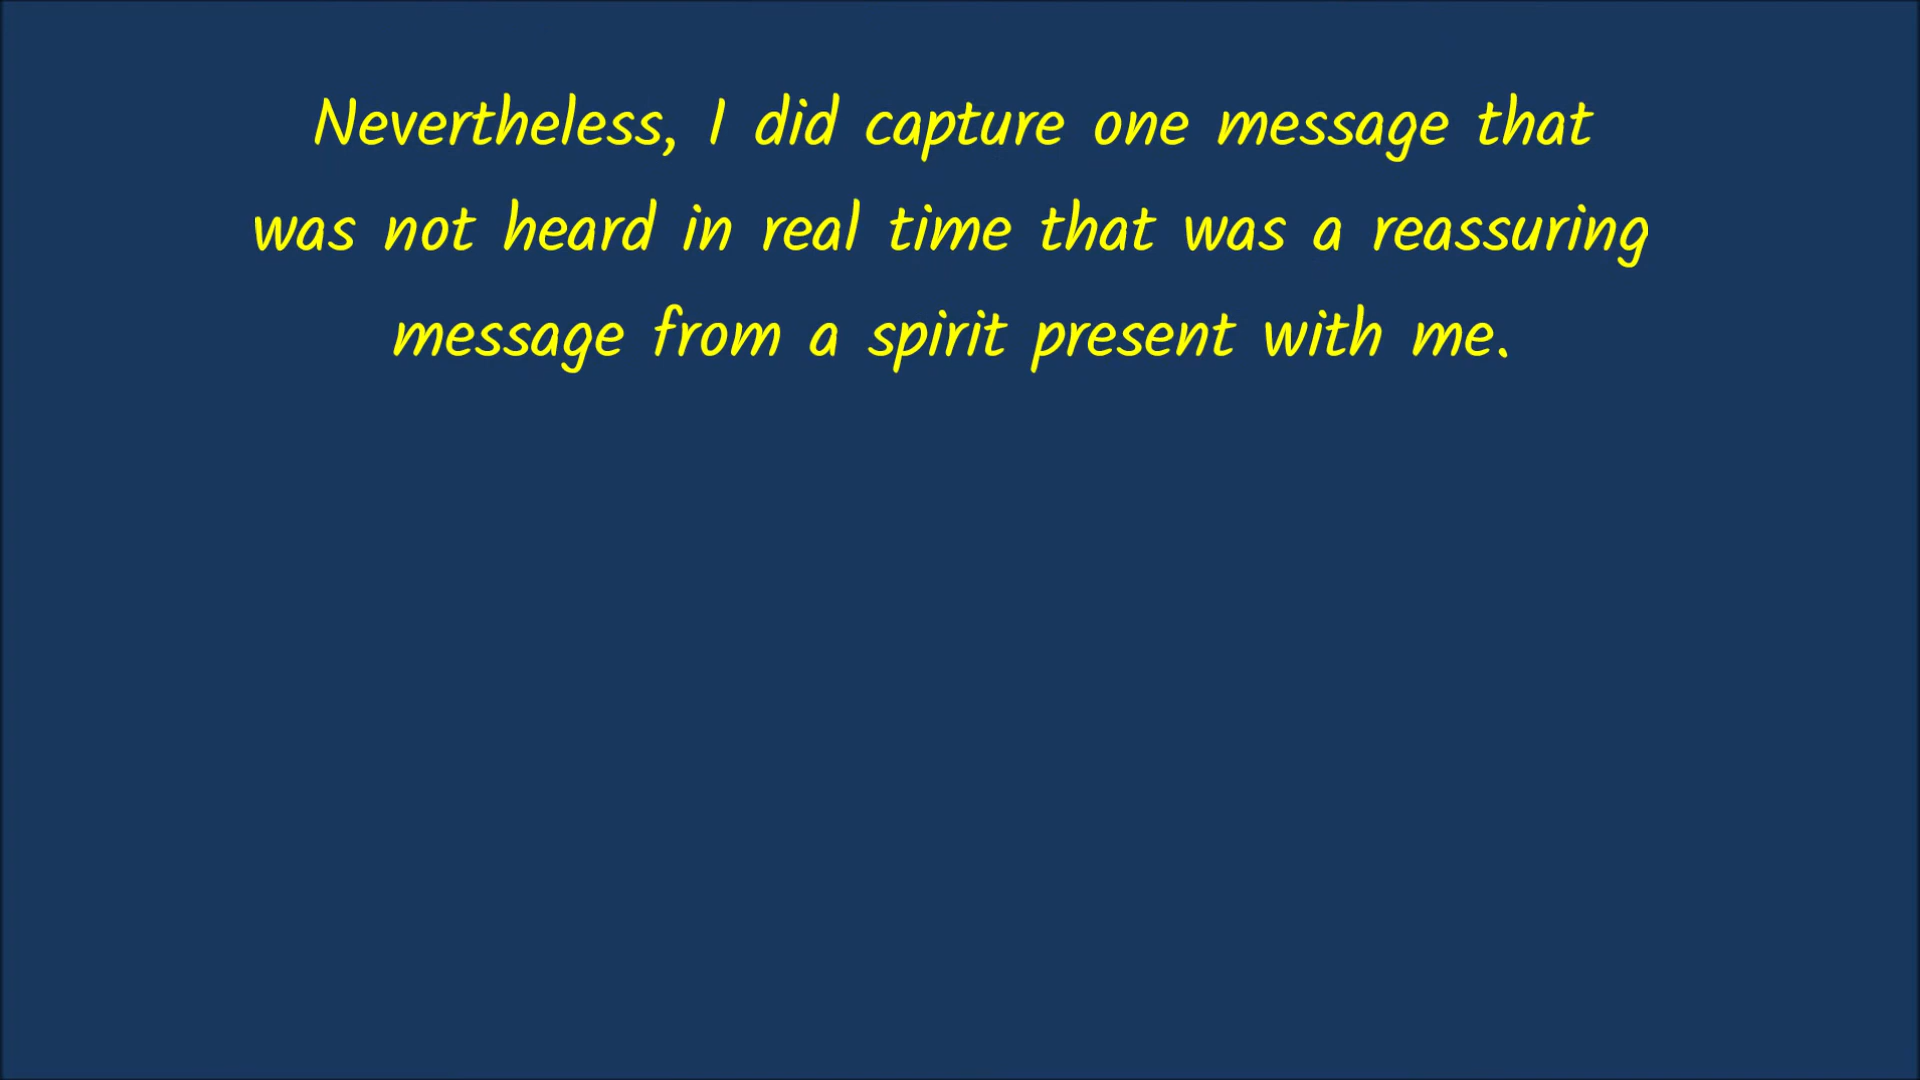 Nevertheless, I did capture one message that
was not heard in real time that was a reassuring
message from a spirit present with me.